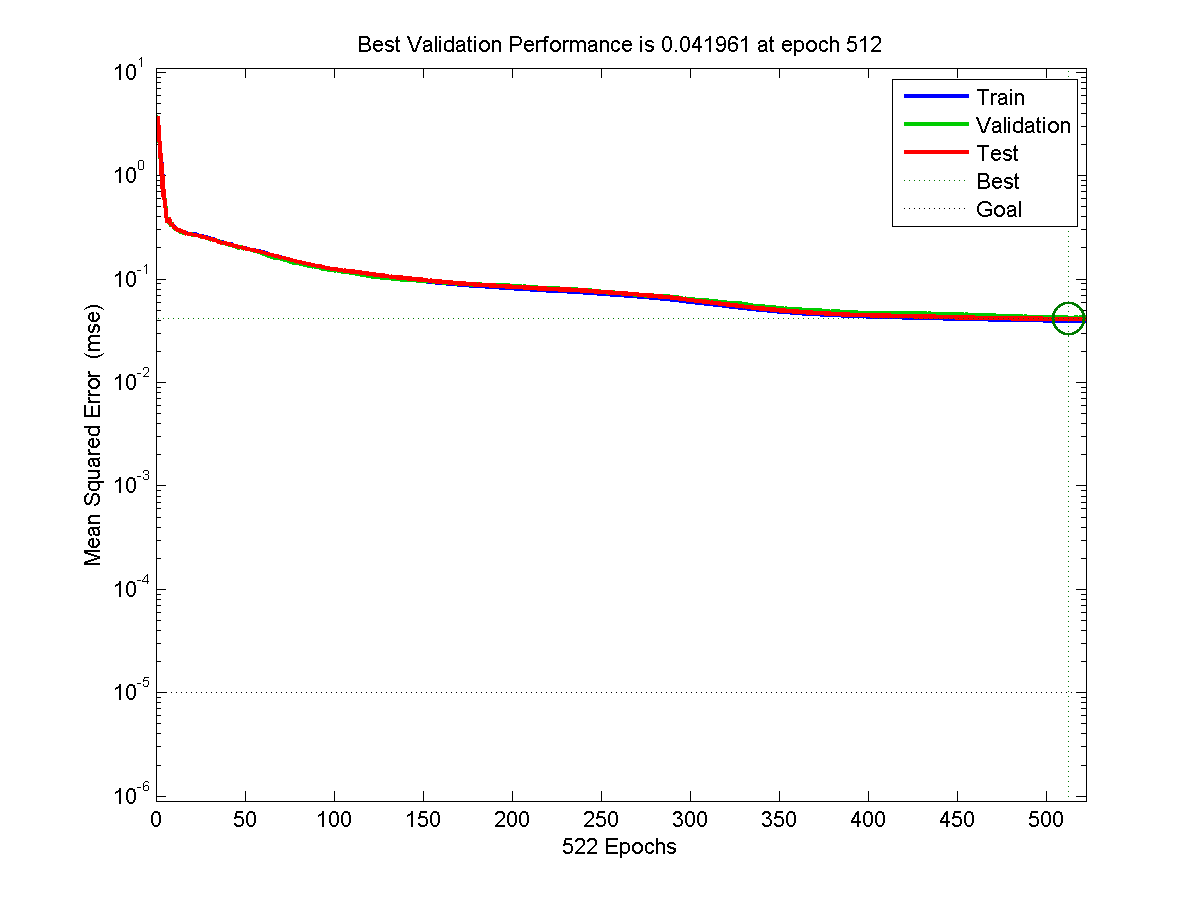 Best Validation Performance is 0.041961 at epoch 512
10^1
10^0
10^-1
10^-2
10^-3
10^-4
10^-5
10^-6
Mean Squared Error (mse)
Train
Validation
Test
Best
Goal
0 50 100 150 200 250 300 350 400 450 500
522 Epochs